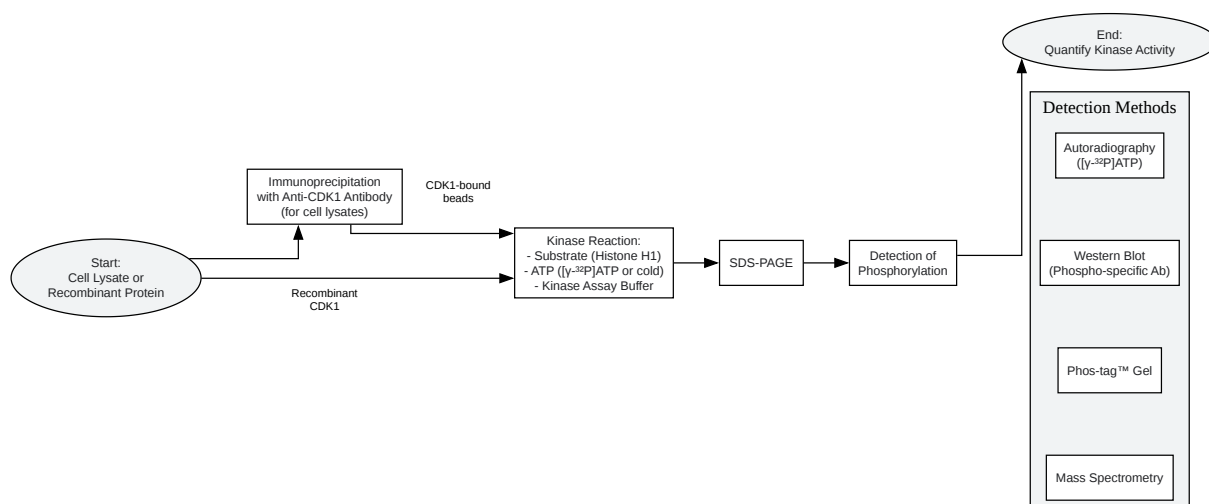 End:
Quantify Kinase Activity
Detection Methods
Autoradiography
([γ-³²P]ATP)
Immunoprecipitation
with Anti-CDK1 Antibody
(for cell lysates)
CDK1-bound
beads
Start:
Cell Lysate or
Recombinant Protein
Recombinant
CDK1
Kinase Reaction:
- Substrate (Histone H1)
- ATP ([γ-³²P]ATP or cold)
- Kinase Assay Buffer
SDS-PAGE
Detection of
Phosphorylation
Western Blot
(Phospho-specific Ab)
Phos-tag™ Gel
Mass Spectrometry